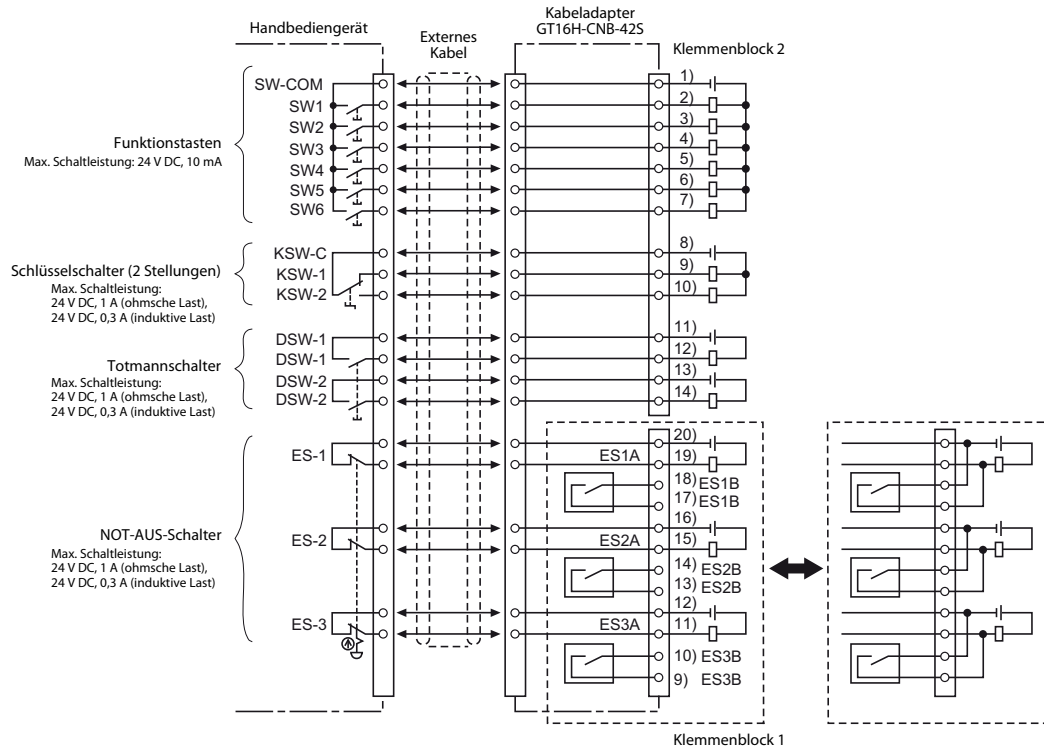 Handbediengerät
Externes
Kabel
Kabeladapter
GT16H-CNB-42S
Klemmenblock 2
Funktionstasten
Max. Schaltleistung: 24 V DC, 10 mA
SW-COM
SW1
SW2
SW3
SW4
SW5
SW6
1)
2)
3)
4)
5)
6)
7)
Schlüsselschalter (2 Stellungen)
Max. Schaltleistung:
24 V DC, 1 A (ohmsche Last),
24 V DC, 0,3 A (induktive Last)
KSW-C
KSW-1
KSW-2
8)
9)
10)
Totmannschalter
Max. Schaltleistung:
24 V DC, 1 A (ohmsche Last),
24 V DC, 0,3 A (induktive Last)
DSW-1
DSW-1
DSW-2
DSW-2
11)
12)
13)
14)
NOT-AUS-Schalter
Max. Schaltleistung:
24 V DC, 1 A (ohmsche Last),
24 V DC, 0,3 A (induktive Last)
ES-1
ES-2
ES-3
20)
ES1A 19)
18) ES1B
17) ES1B
16)
ES2A 15)
14) ES2B
13) ES2B
12)
ES3A 11)
10) ES3B
9) ES3B
Klemmenblock 1